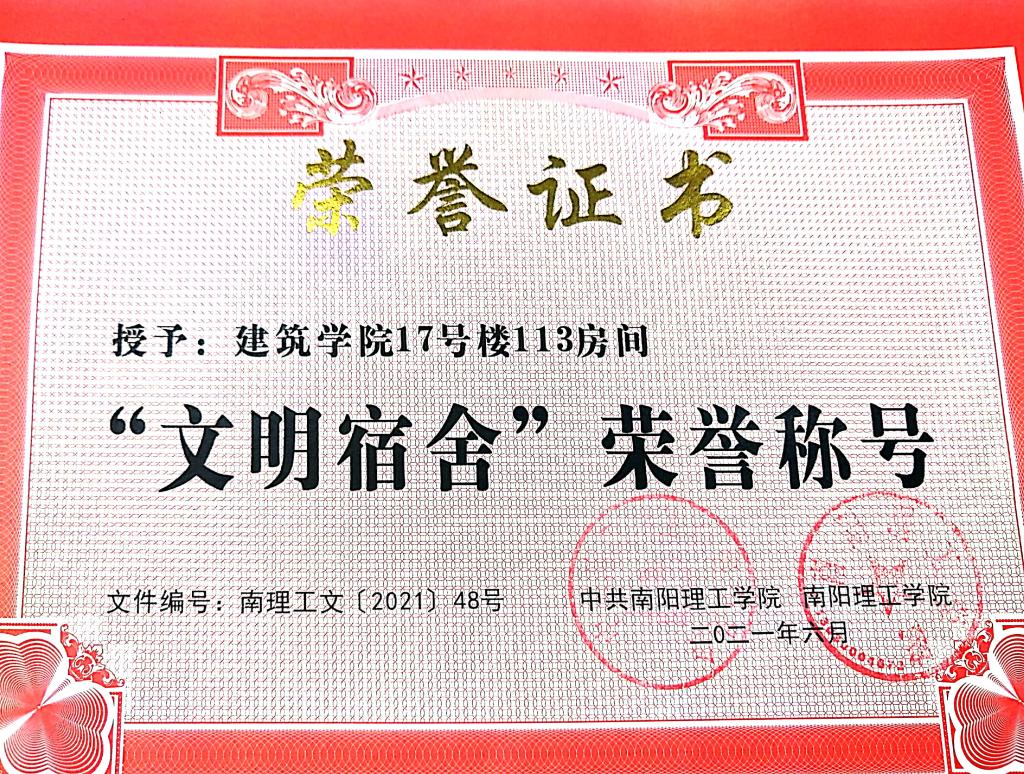 荣誉证书
授予：建筑学院17号楼113房间
“文明宿舍”荣誉称号
文件编号：南理工文〔2021〕48号
中共南阳理工学院 南阳理工学院
二〇二一年六月